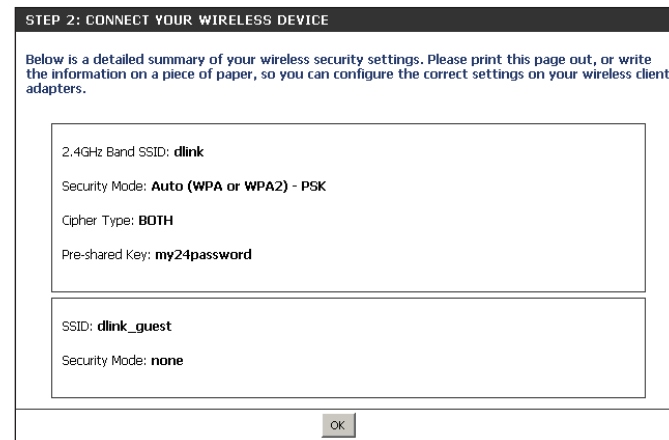 STEP 2: CONNECT YOUR WIRELESS DEVICE
Below is a detailed summary of your wireless security settings. Please print this page out, or write
the information on a piece of paper, so you can configure the correct settings on your wireless client
adapters.
2.4GHz Band SSID: dlink
Security Mode: Auto (WPA or WPA2) - PSK
Cipher Type: BOTH
Pre-shared Key: my24password
SSID: dlink_guest
Security Mode: none
OK